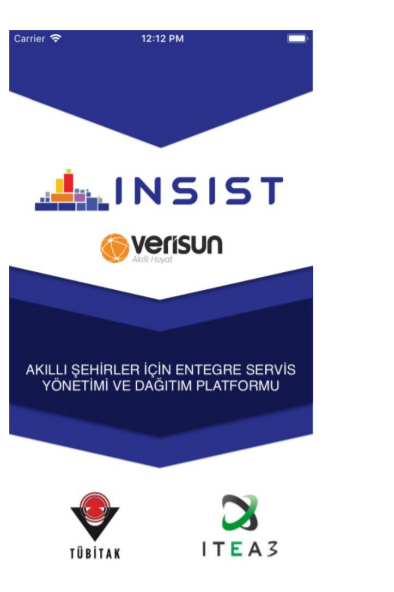 Carrier 12:12 PM
INSIST
verisun
Akıllı Hayat
AKILLI ŞEHİRLER İÇİN ENTEGRE SERVİS
YÖNETİMİ VE DAĞITIM PLATFORMU
TÜBİTAK
ITEA3